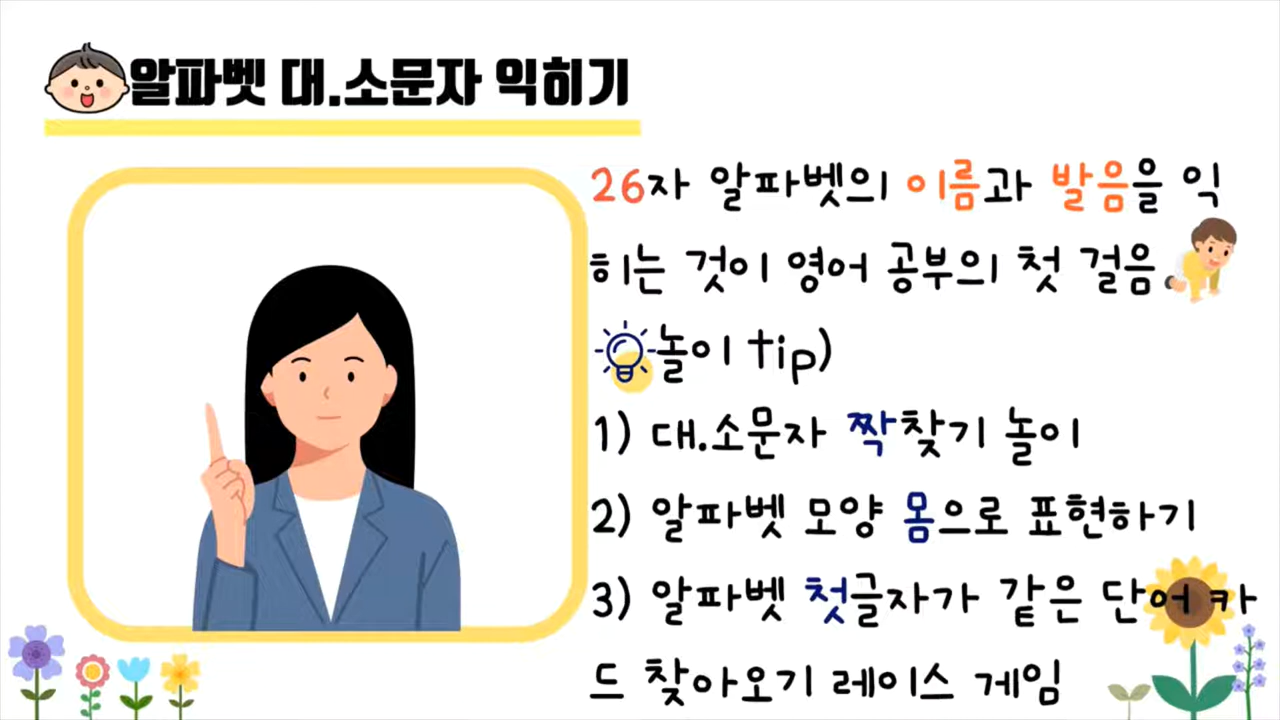 알파벳 대.소문자 익히기
26자 알파벳의 이름과 발음을 익
히는 것이 영어 공부의 첫 걸음
놀이 tip)
1) 대.소문자 짝찾기 놀이
2) 알파벳 모양 몸으로 표현하기
3) 알파벳 첫글자가 같은 단어 카
드 찾아오기 레이스 게임